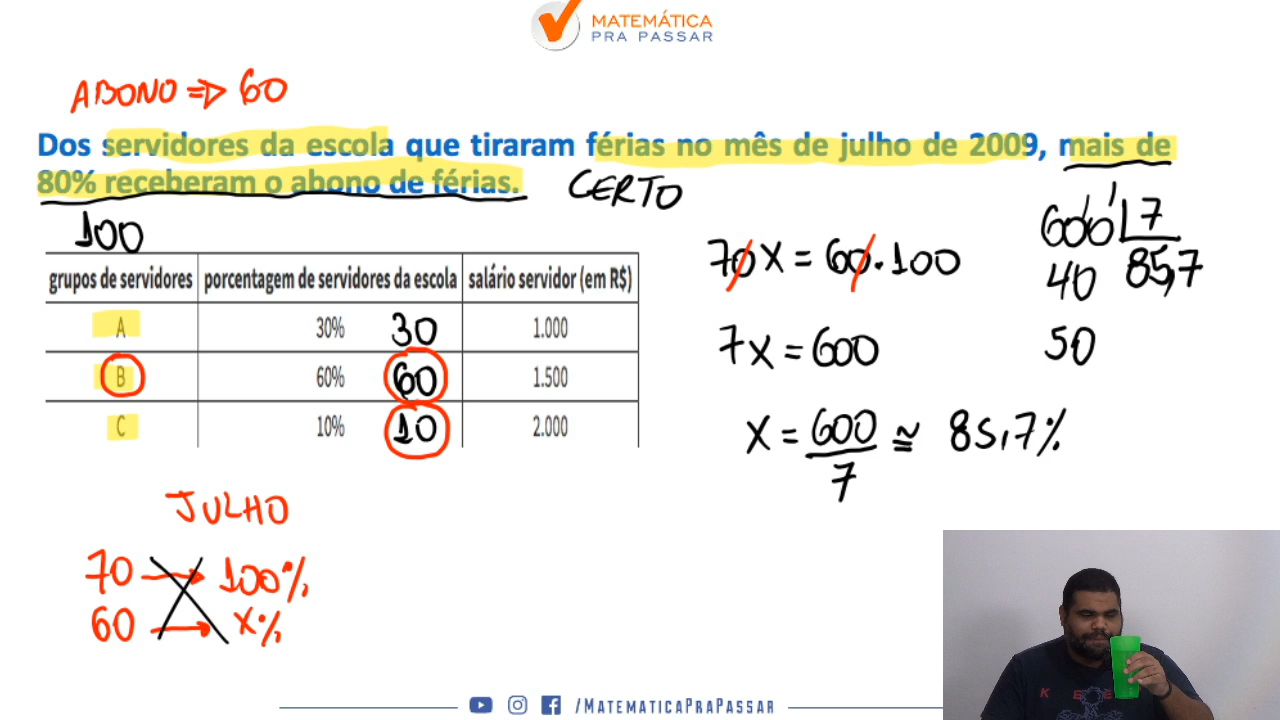 MATEMÁTICA
PRA PASSAR
ABONO => 60
Dos servidores da escola que tiraram férias no mês de julho de 2009, mais de
80% receberam o abono de férias.
CERTO
100
grupos de servidores porcentagem de servidores da escola salário servidor (em R$)
A 30% 30 1.000
B 60% 60 1.500
C 10% 10 2.000
70x = 60.100
7x = 600
x = 600/7 ≅ 85,7%
600 7
40 85,7
50
JULHO
70 → 100%
60 → x%
K E
/MatematicaPraPassar